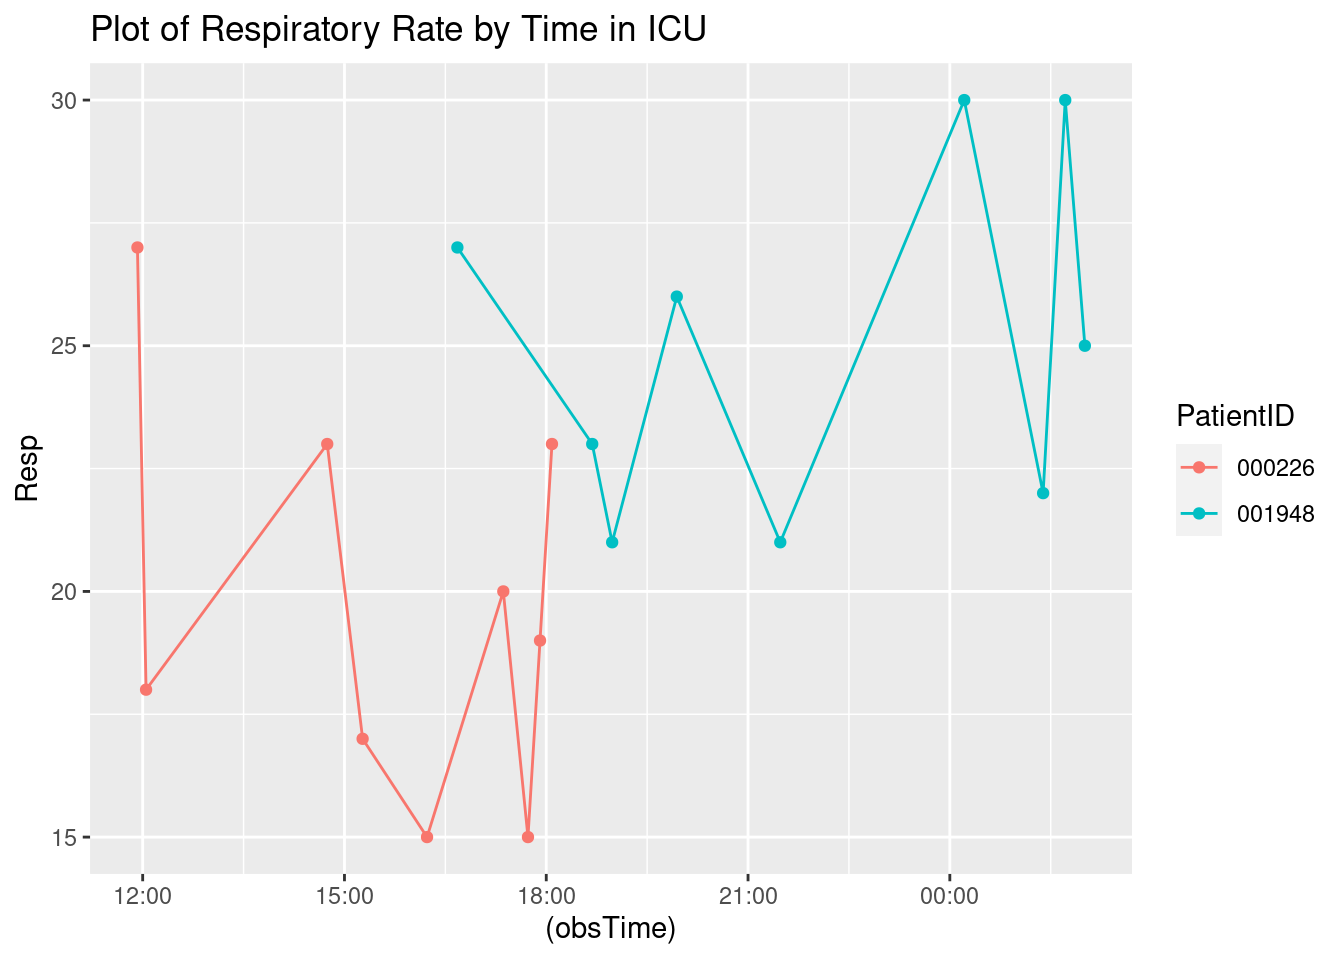 Plot of Respiratory Rate by Time in ICU
30
25
20
15
Resp
12:00 15:00 18:00 21:00 00:00
(obsTime)
PatientID
000226
001948